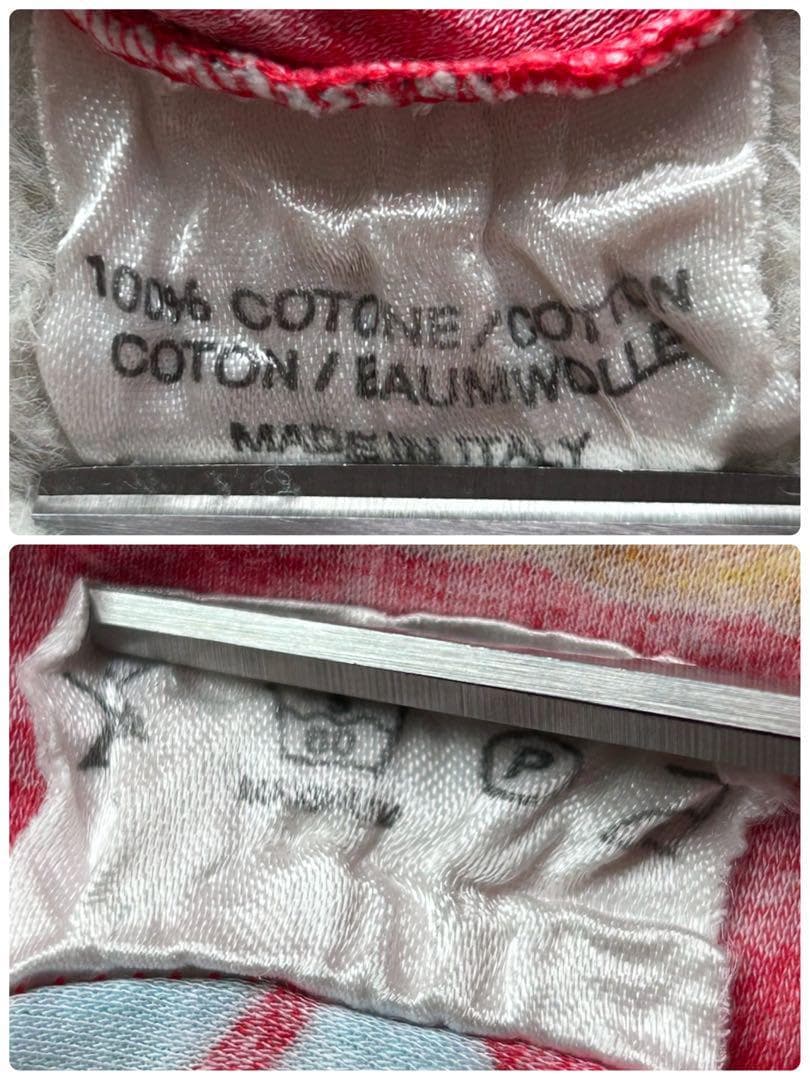 100% COTONE / COTTON
COTON / BAUMWOLLE
MADE IN ITALY
60
P